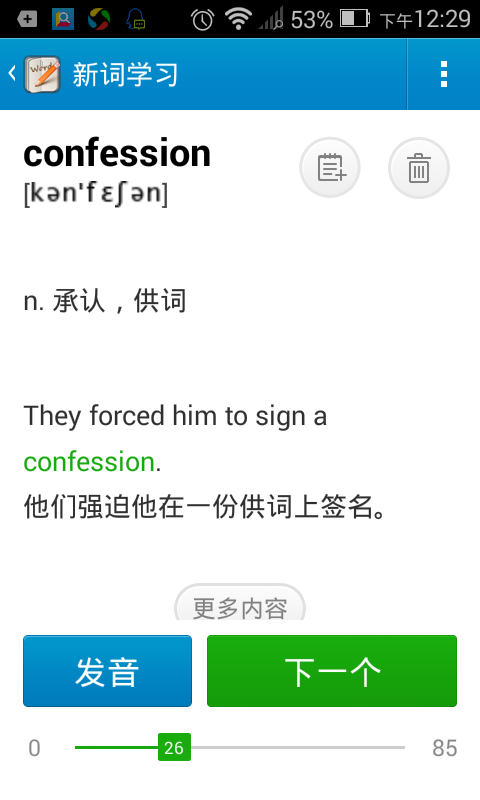 53% 下午12:29
Words 新词学习
confession
[kən'fɛʃən]
n. 承认，供词
They forced him to sign a
confession.
他们强迫他在一份供词上签名。
更多内容
发音 下一个
0 26 85